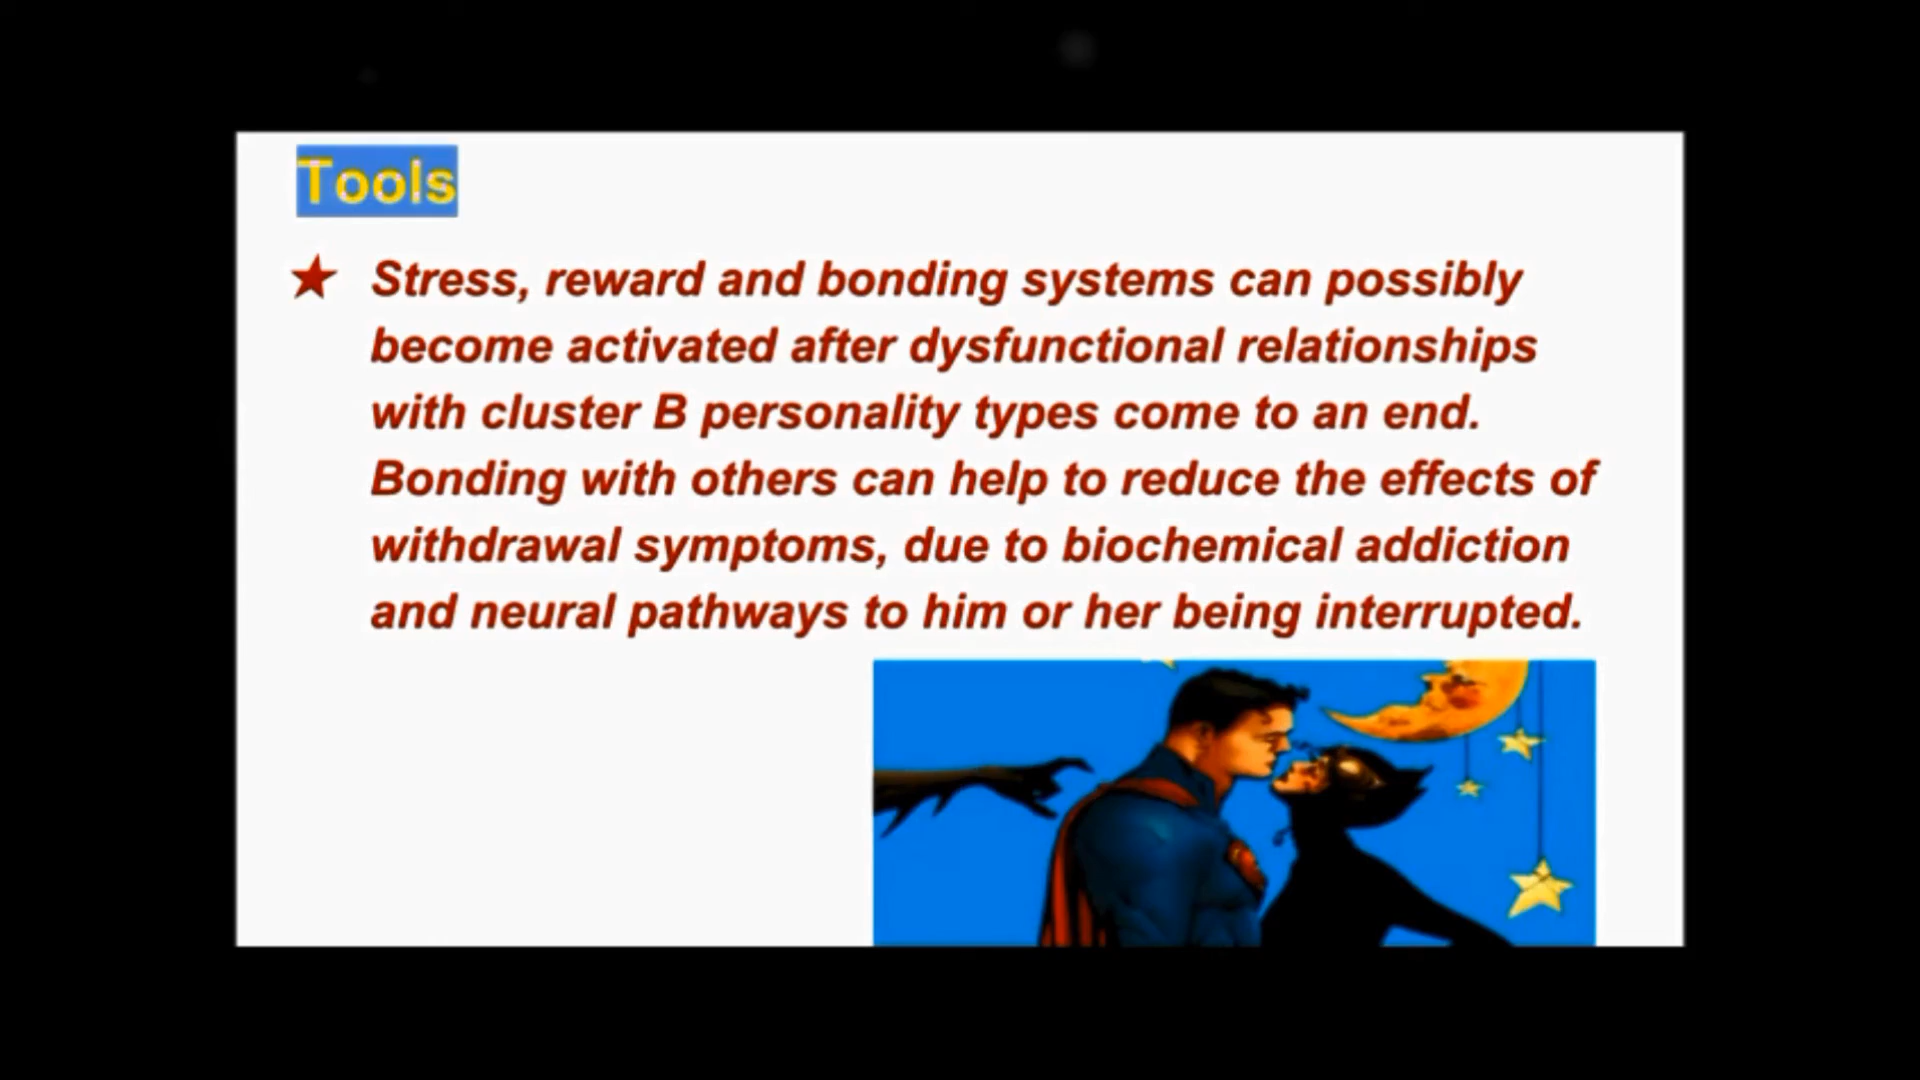 Tools
★ Stress, reward and bonding systems can possibly
become activated after dysfunctional relationships
with cluster B personality types come to an end.
Bonding with others can help to reduce the effects of
withdrawal symptoms, due to biochemical addiction
and neural pathways to him or her being interrupted.